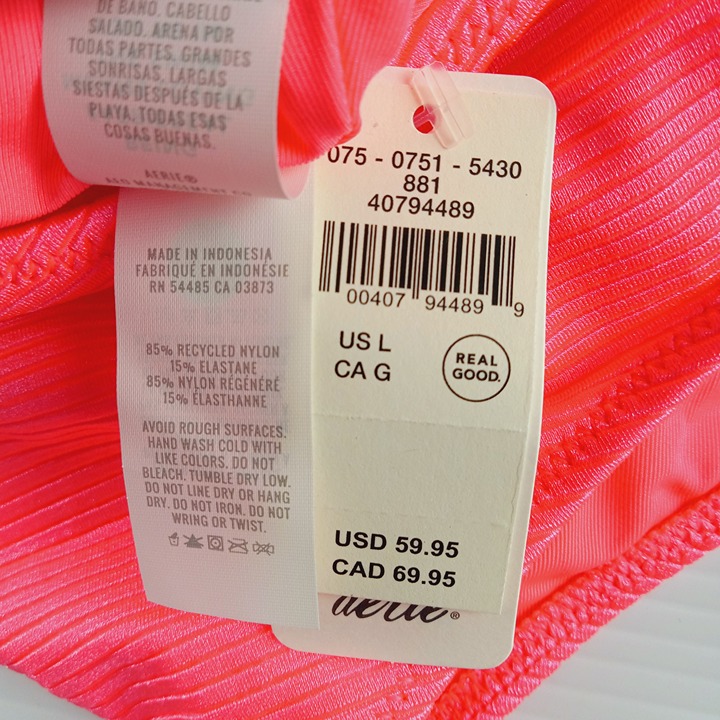 DE BAÑO. CABELLO
SALADO. ARENA POR
TODAS PARTES. GRANDES
SONRISAS. LARGAS
SIESTAS DESPUÉS DE LA
PLAYA. TODAS ESAS
COSAS BUENAS.
AERIE®
AEO MANAGEMENT CO
MADE IN INDONESIA
FABRIQUÉ EN INDONÉSIE
RN 54485 CA 03873
85% RECYCLED NYLON
15% ELASTANE
85% NYLON RÉGÉNÉRÉ
15% ÉLASTHANNE
AVOID ROUGH SURFACES.
HAND WASH COLD WITH
LIKE COLORS. DO NOT
BLEACH. TUMBLE DRY LOW.
DO NOT LINE DRY OR HANG
DRY. DO NOT IRON. DO NOT
WRING OR TWIST.
075 - 0751 - 5430
881
40794489
00407 94489 9
US L
CA G
REAL
GOOD.
USD 59.95
CAD 69.95
aerie®